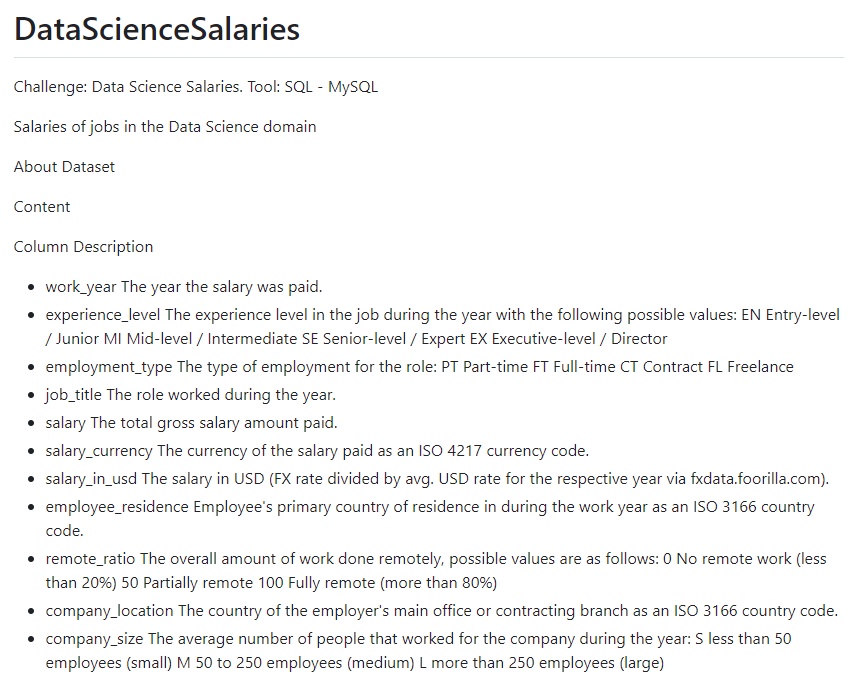 DataScienceSalaries
Challenge: Data Science Salaries. Tool: SQL - MySQL
Salaries of jobs in the Data Science domain
About Dataset
Content
Column Description
• work_year The year the salary was paid.
• experience_level The experience level in the job during the year with the following possible values: EN Entry-level
/ Junior MI Mid-level / Intermediate SE Senior-level / Expert EX Executive-level / Director
• employment_type The type of employment for the role: PT Part-time FT Full-time CT Contract FL Freelance
• job_title The role worked during the year.
• salary The total gross salary amount paid.
• salary_currency The currency of the salary paid as an ISO 4217 currency code.
• salary_in_usd The salary in USD (FX rate divided by avg. USD rate for the respective year via fxdata.foorilla.com).
• employee_residence Employee's primary country of residence in during the work year as an ISO 3166 country
code.
• remote_ratio The overall amount of work done remotely, possible values are as follows: 0 No remote work (less
than 20%) 50 Partially remote 100 Fully remote (more than 80%)
• company_location The country of the employer's main office or contracting branch as an ISO 3166 country code.
• company_size The average number of people that worked for the company during the year: S less than 50
employees (small) M 50 to 250 employees (medium) L more than 250 employees (large)